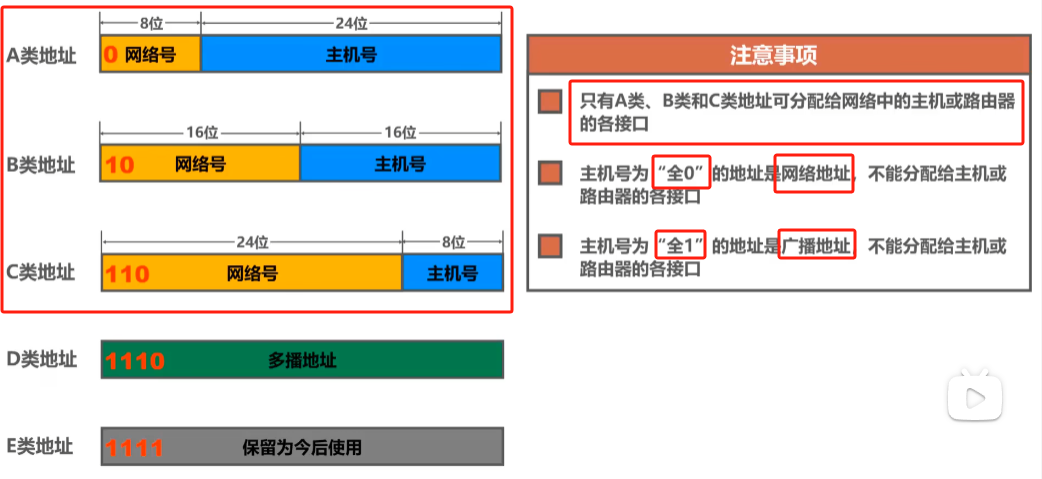 8位
24位
A类地址
0 网络号
主机号
16位
16位
B类地址
10 网络号
主机号
24位
8位
C类地址
110 网络号
主机号
D类地址
1110 多播地址
E类地址
1111 保留为今后使用
注意事项
只有A类、B类和C类地址可分配给网络中的主机或路由器
的各接口
主机号为“全0”的地址是网络地址，不能分配给主机或
路由器的各接口
主机号为“全1”的地址是广播地址 不能分配给主机或
路由器的各接口